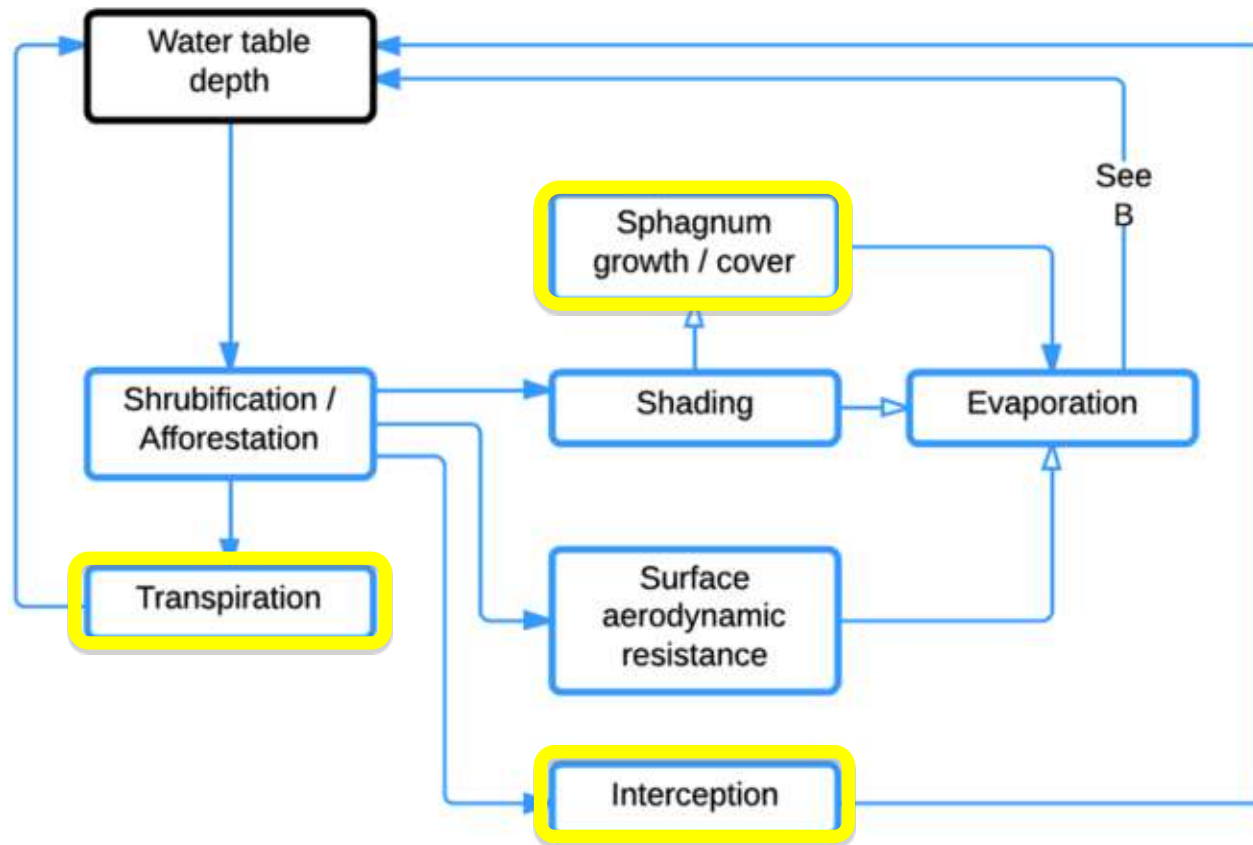 Water table
depth
See
B
Sphagnum
growth / cover
Shrubification /
Afforestation
Shading
Evaporation
Transpiration
Surface
aerodynamic
resistance
Interception